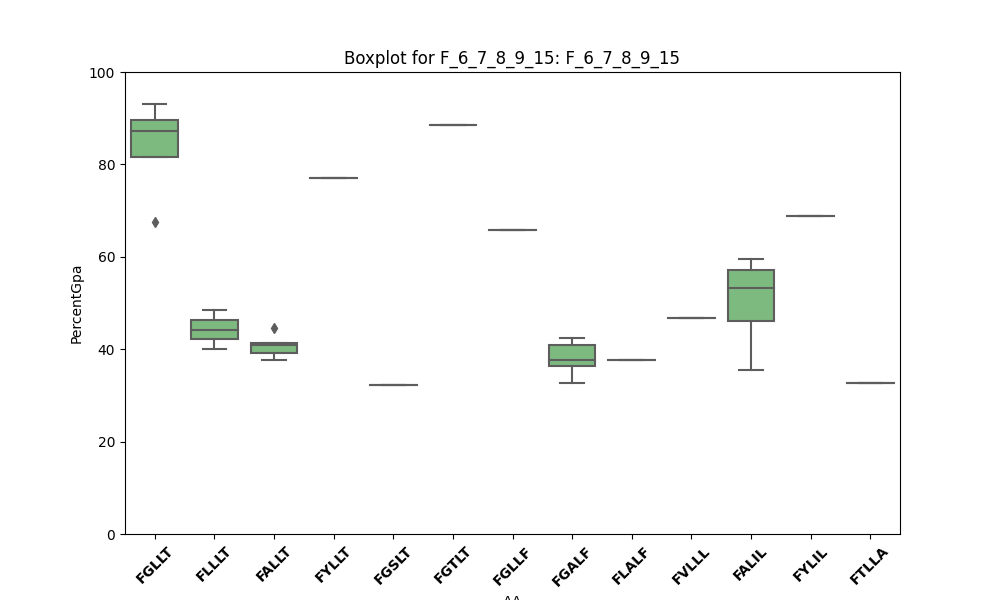 Boxplot for F_6_7_8_9_15: F_6_7_8_9_15
100
80
60
40
20
0
PercentGpa
FGLLT FLLLT FALLT FYLLT FGSLT FGTLT FGLLF FGALF FLALF FVLLL FALIL FYLIL FTLLA
AA